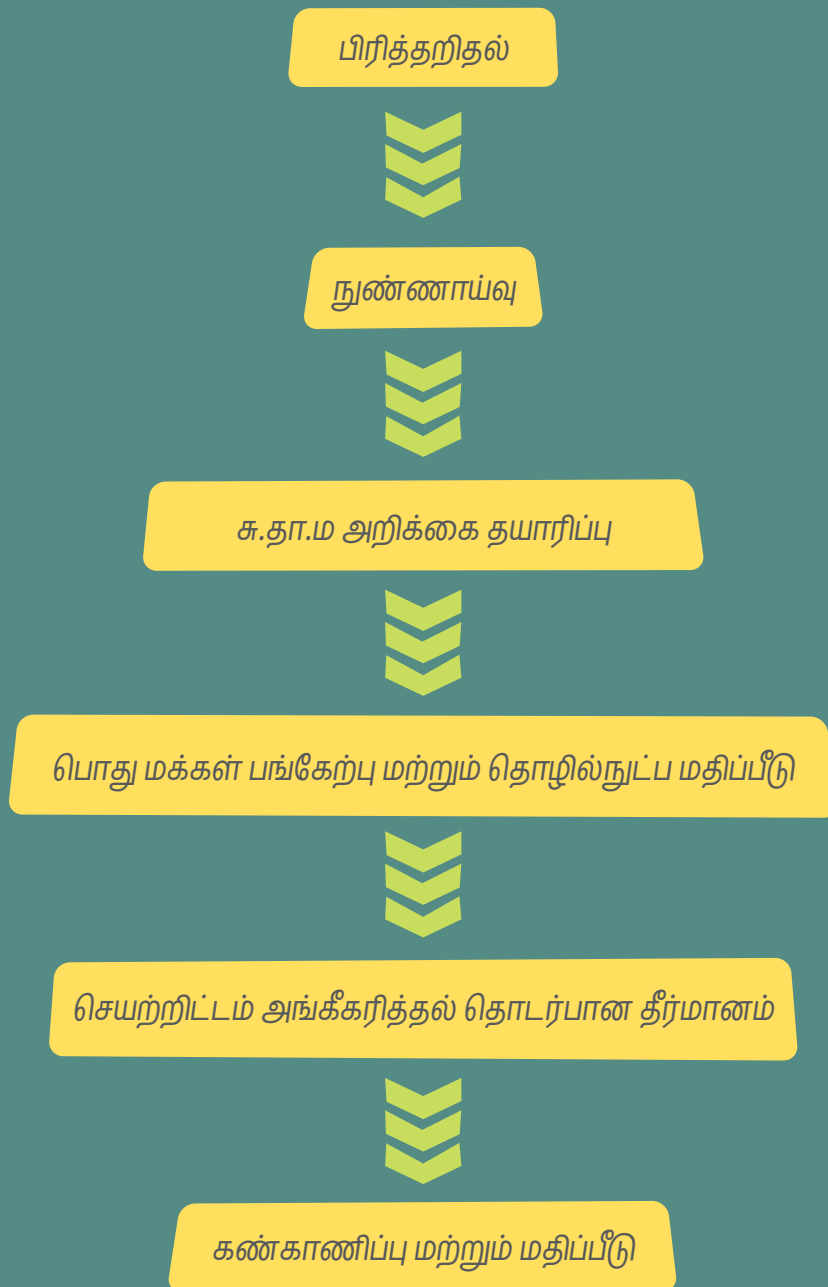 பிரித்தறிதல்
நுண்ணாய்வு
சு.தா.ம அறிக்கை தயாரிப்பு
பொது மக்கள் பங்கேற்பு மற்றும் தொழில்நுட்ப மதிப்பீடு
செயற்றிட்டம் அங்கீகரித்தல் தொடர்பான தீர்மானம்
கண்காணிப்பு மற்றும் மதிப்பீடு